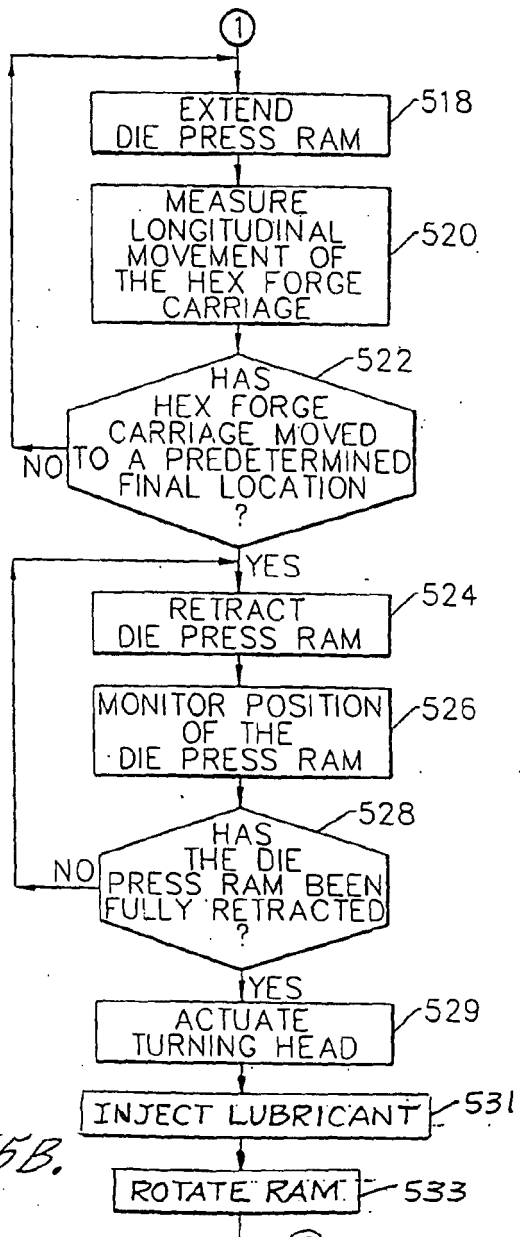 1
EXTEND
DIE PRESS RAM
518
MEASURE
LONGITUDINAL
MOVEMENT OF
THE HEX FORGE
CARRIAGE
520
522
HAS
HEX FORGE
CARRIAGE MOVED
TO A PREDETERMINED
FINAL LOCATION
?
NO
YES
RETRACT
DIE PRESS RAM
524
MONITOR POSITION
OF THE
DIE PRESS RAM
526
528
HAS
THE DIE
PRESS RAM BEEN
FULLY RETRACTED
?
NO
YES
ACTUATE
TURNING HEAD
529
INJECT LUBRICANT
531
5B.
ROTATE RAM
533